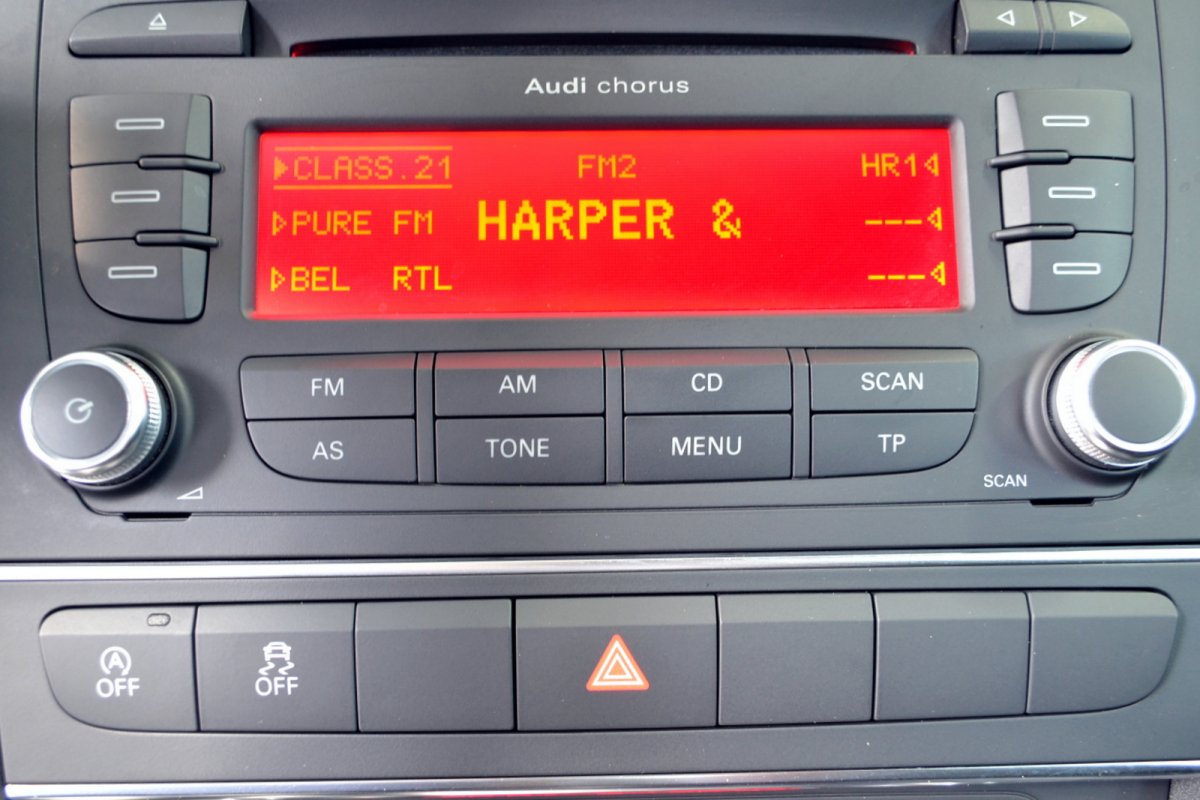 Audi chorus
CLASS.21 FM2 HR1
PURE FM HARPER & ---
BEL RTL ---
FM AM CD SCAN
AS TONE MENU TP
SCAN
A
OFF OFF